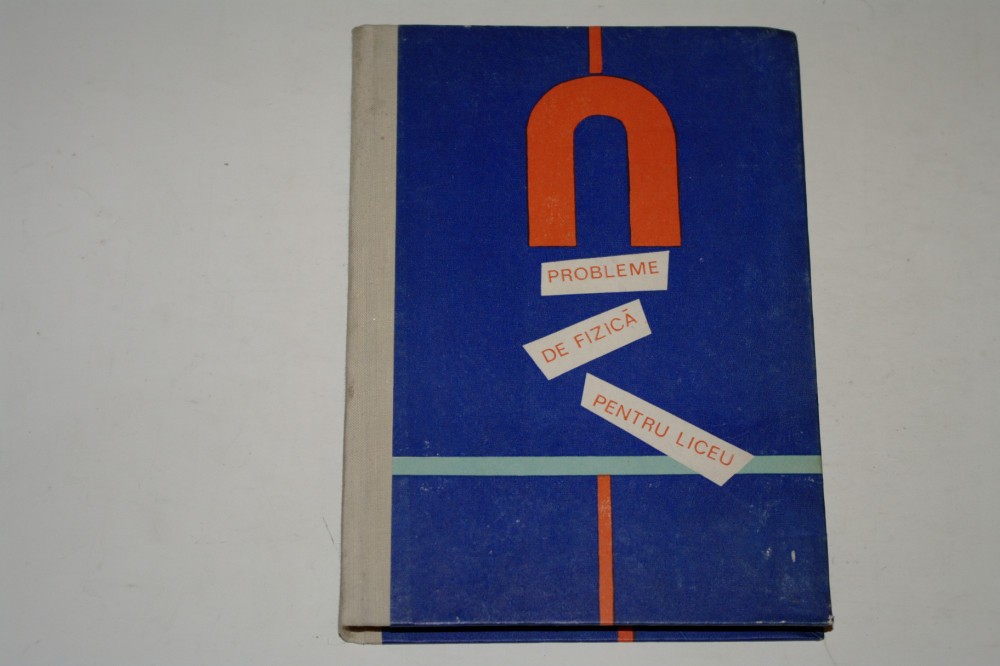 PROBLEME
DE FIZICĂ
PENTRU LICEU